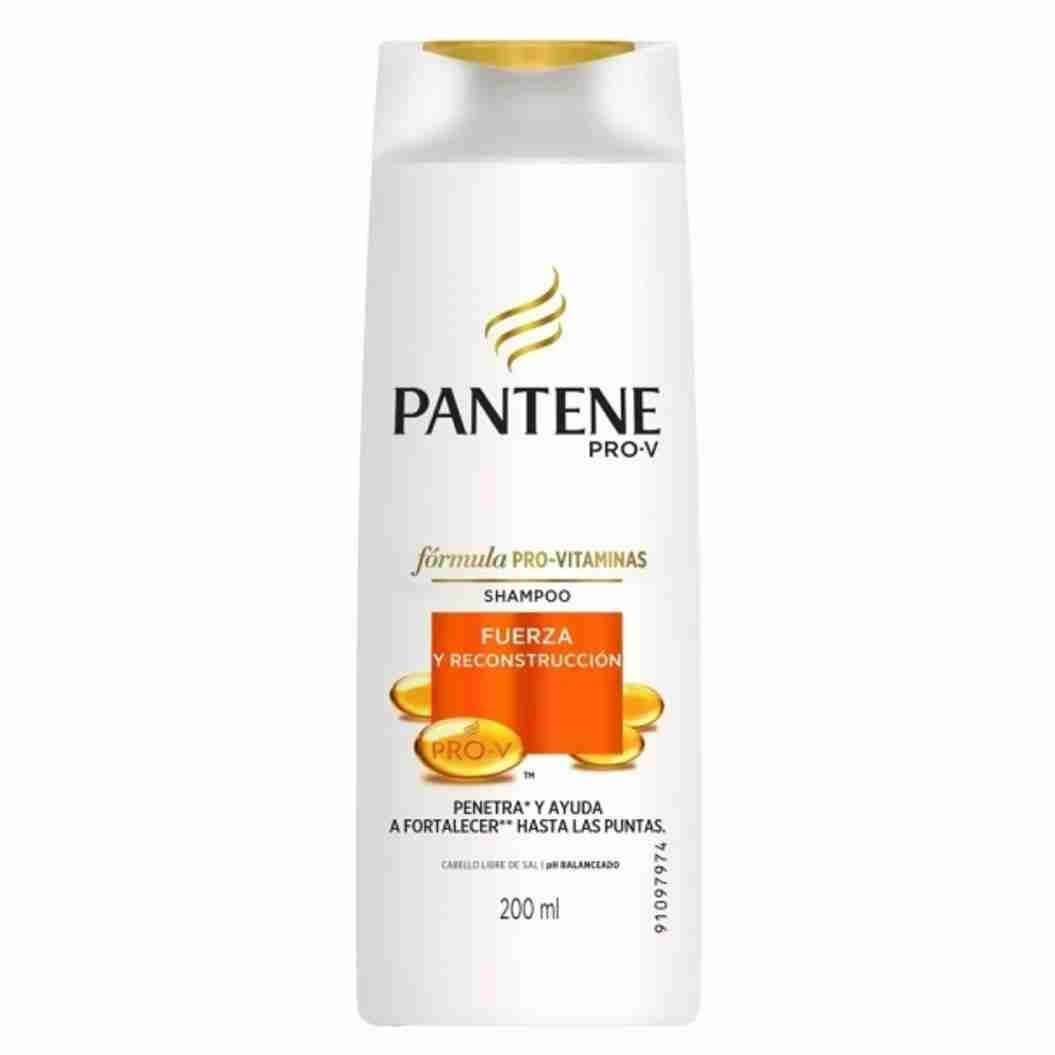 PANTENE
PRO-V
fórmula PRO-VITAMINAS
SHAMPOO
FUERZA
Y RECONSTRUCCIÓN
PRO-V
TM
PENETRA* Y AYUDA
A FORTALECER** HASTA LAS PUNTAS.
CABELLO LIBRE DE SAL | pH BALANCEADO
200 ml
91097974